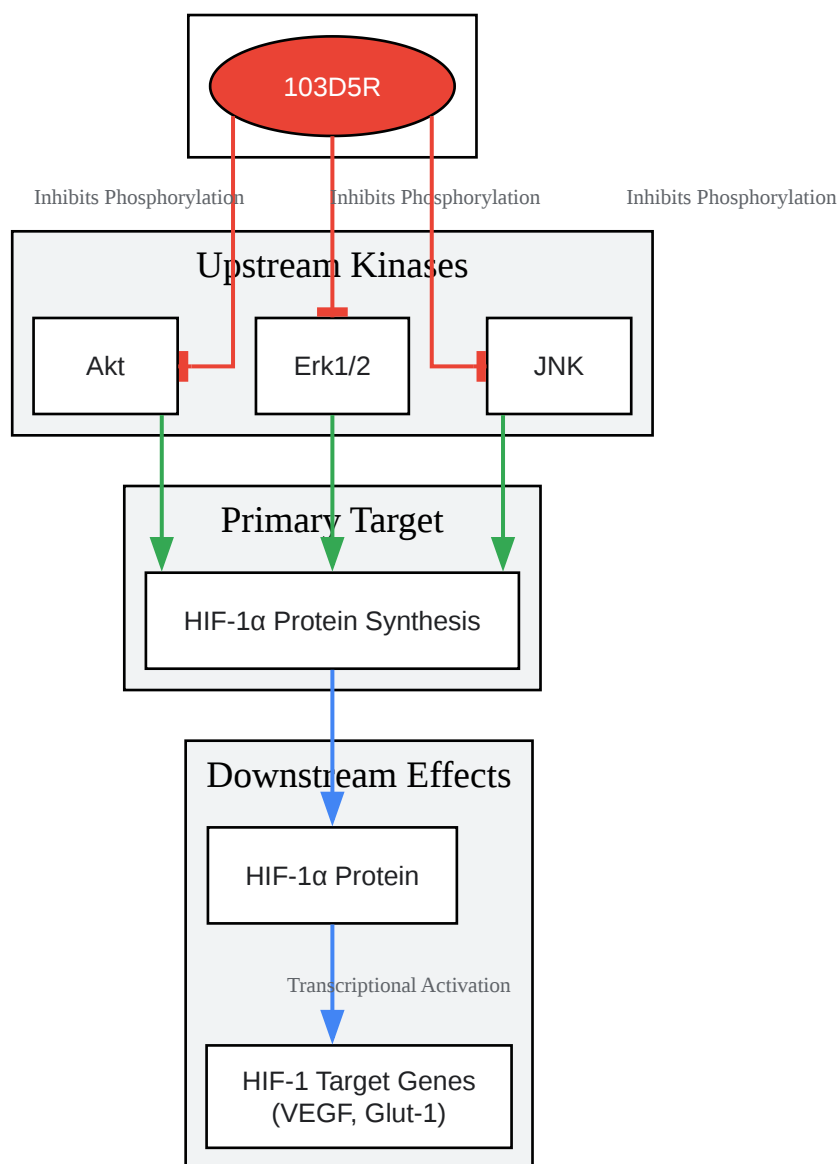 103D5R
Inhibits Phosphorylation
Inhibits Phosphorylation
Inhibits Phosphorylation
Upstream Kinases
Akt
Erk1/2
JNK
Primary Target
HIF-1α Protein Synthesis
Downstream Effects
HIF-1α Protein
Transcriptional Activation
HIF-1 Target Genes
(VEGF, Glut-1)